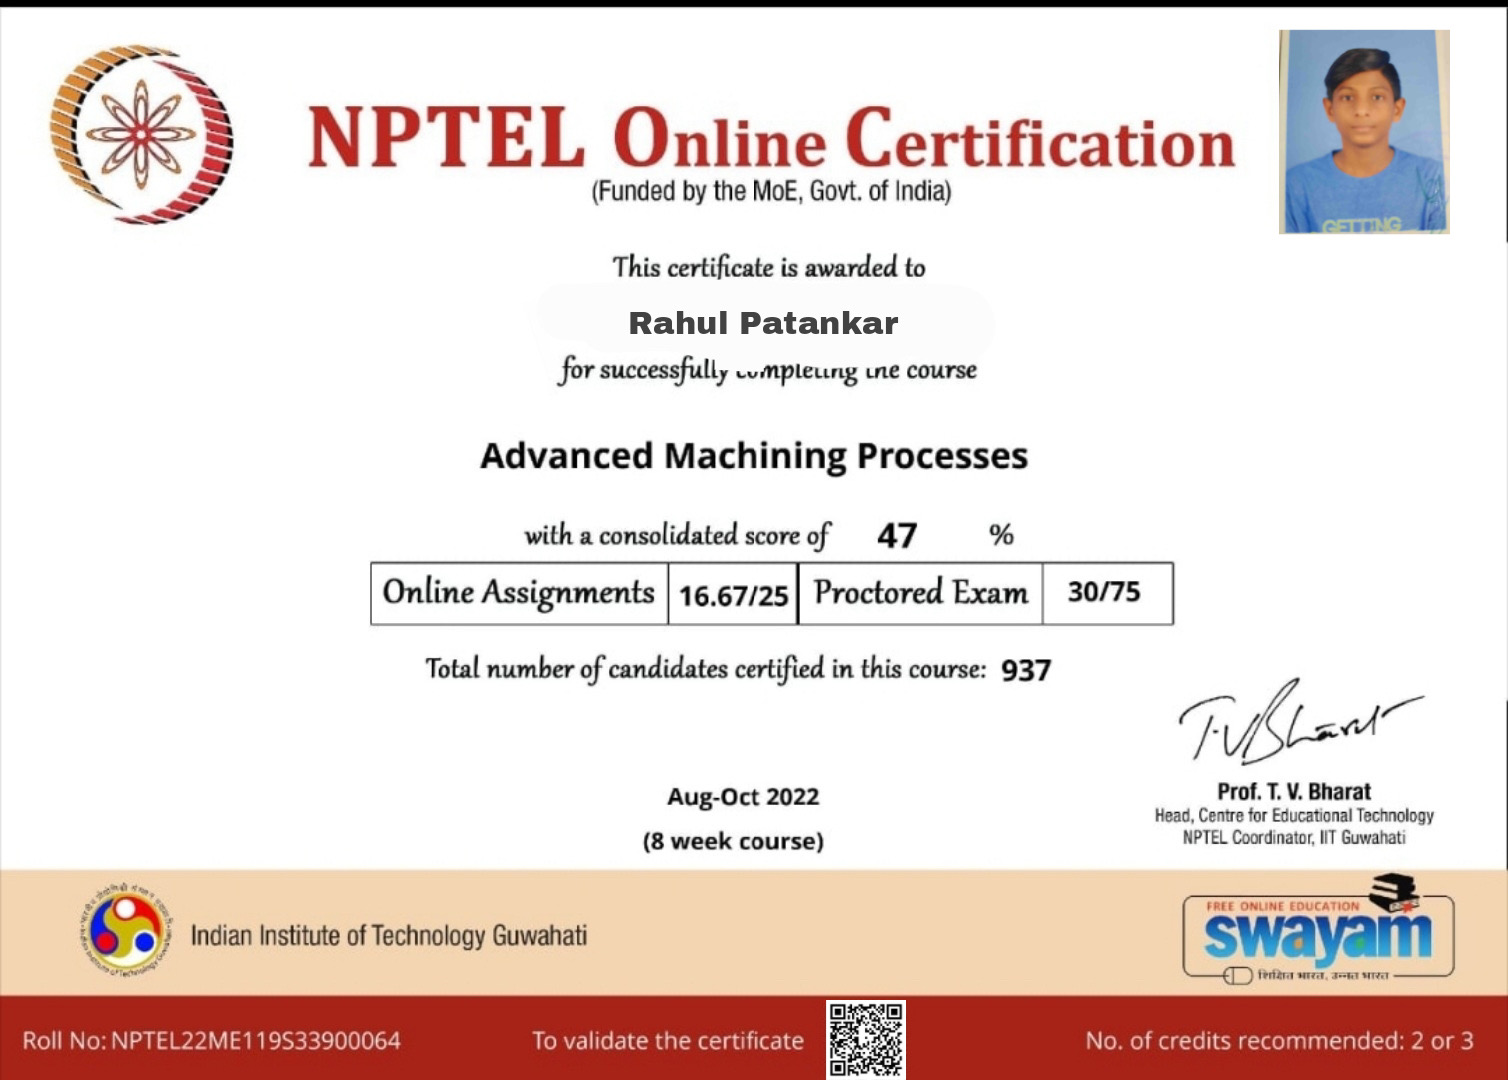 NPTEL Online Certification
(Funded by the MoE, Govt. of India)
GETTING
This certificate is awarded to
Rahul Patankar
for successfully completing the course
Advanced Machining Processes
with a consolidated score of 47 %
Online Assignments 16.67/25 Proctored Exam 30/75
Total number of candidates certified in this course: 937
Prof. T. V. Bharat
Head, Centre for Educational Technology
NPTEL Coordinator, IIT Guwahati
Aug-Oct 2022
(8 week course)
Indian Institute of Technology Guwahati
FREE ONLINE EDUCATION
swayam
शिक्षित भारत, उन्नत भारत
Roll No: NPTEL22ME119S33900064 To validate the certificate No. of credits recommended: 2 or 3